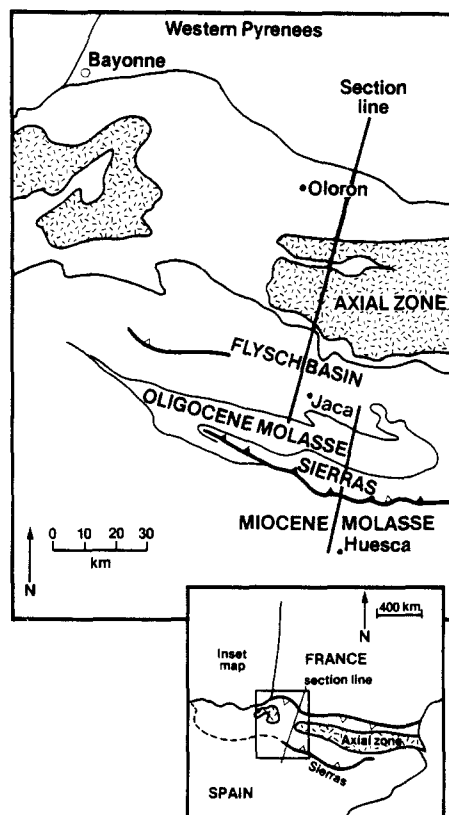 Western Pyrenees
Bayonne
Section
line
Oloron
AXIAL ZONE
FLYSCH BASIN
Jaca
OLIGOCENE MOLASSE
SIERRAS
MIOCENE MOLASSE
Huesca
0 10 20 30
km
N
400 km
N
Inset
map
FRANCE
section line
Axial zone
Sierras
SPAIN